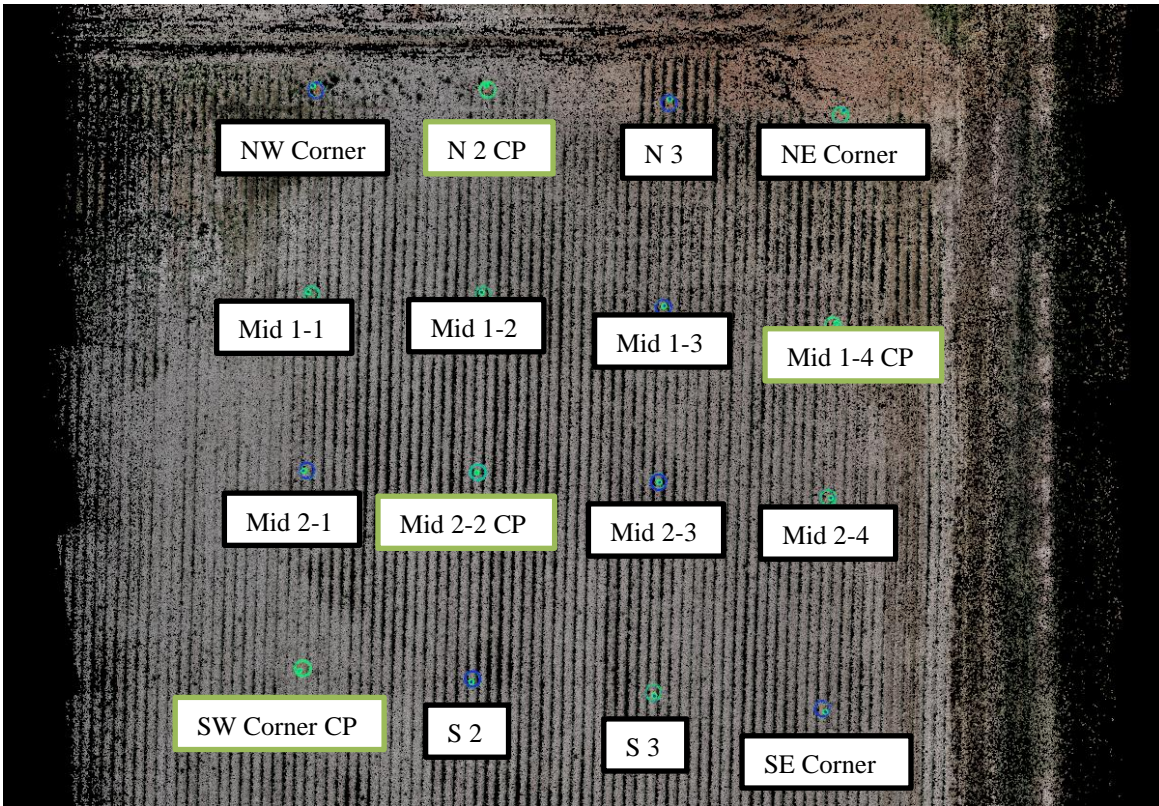 NW Corner
N 2 CP
N 3
NE Corner
Mid 1-1
Mid 1-2
Mid 1-3
Mid 1-4 CP
Mid 2-1
Mid 2-2 CP
Mid 2-3
Mid 2-4
SW Corner CP
S 2
S 3
SE Corner